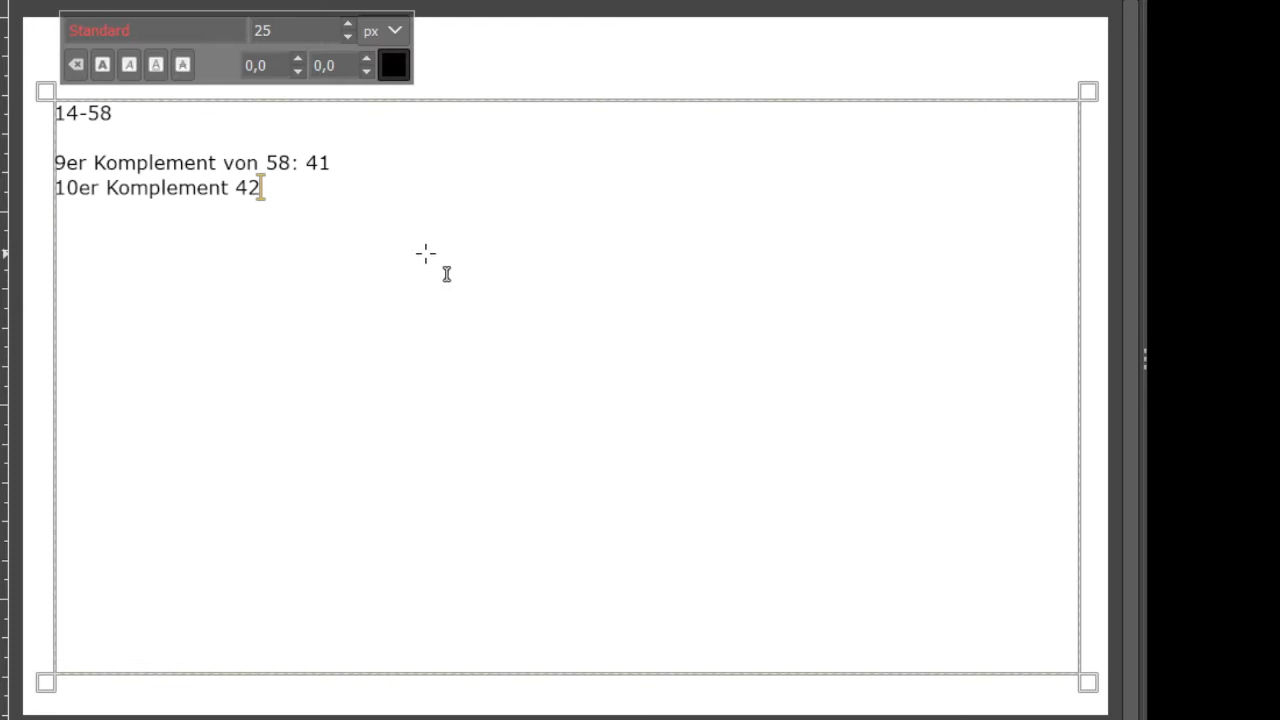 Standard
25
px
A
A
A
A
0,0
0,0
14-58
9er Komplement von 58: 41
10er Komplement 42